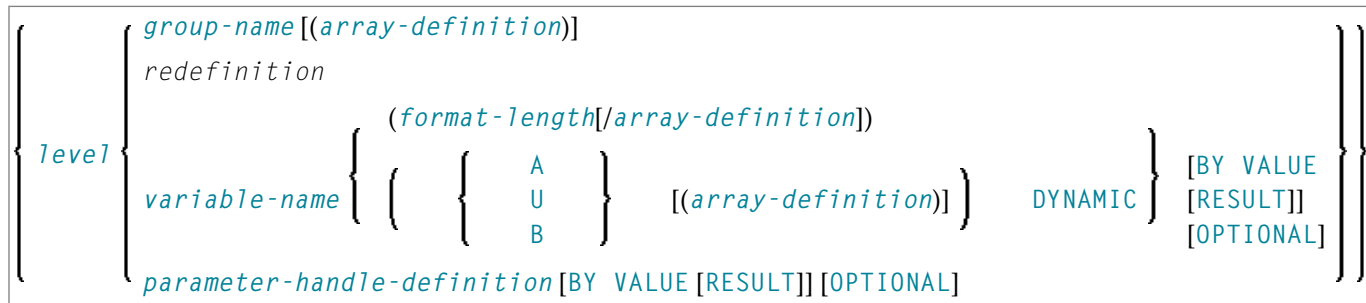 group-name [(array-definition)]
redefinition
(format-length[/array-definition])
level
A
variable-name ( U [(array-definition)] ) DYNAMIC [BY VALUE
B
[RESULT]]
[OPTIONAL]
parameter-handle-definition [BY VALUE [RESULT]] [OPTIONAL]